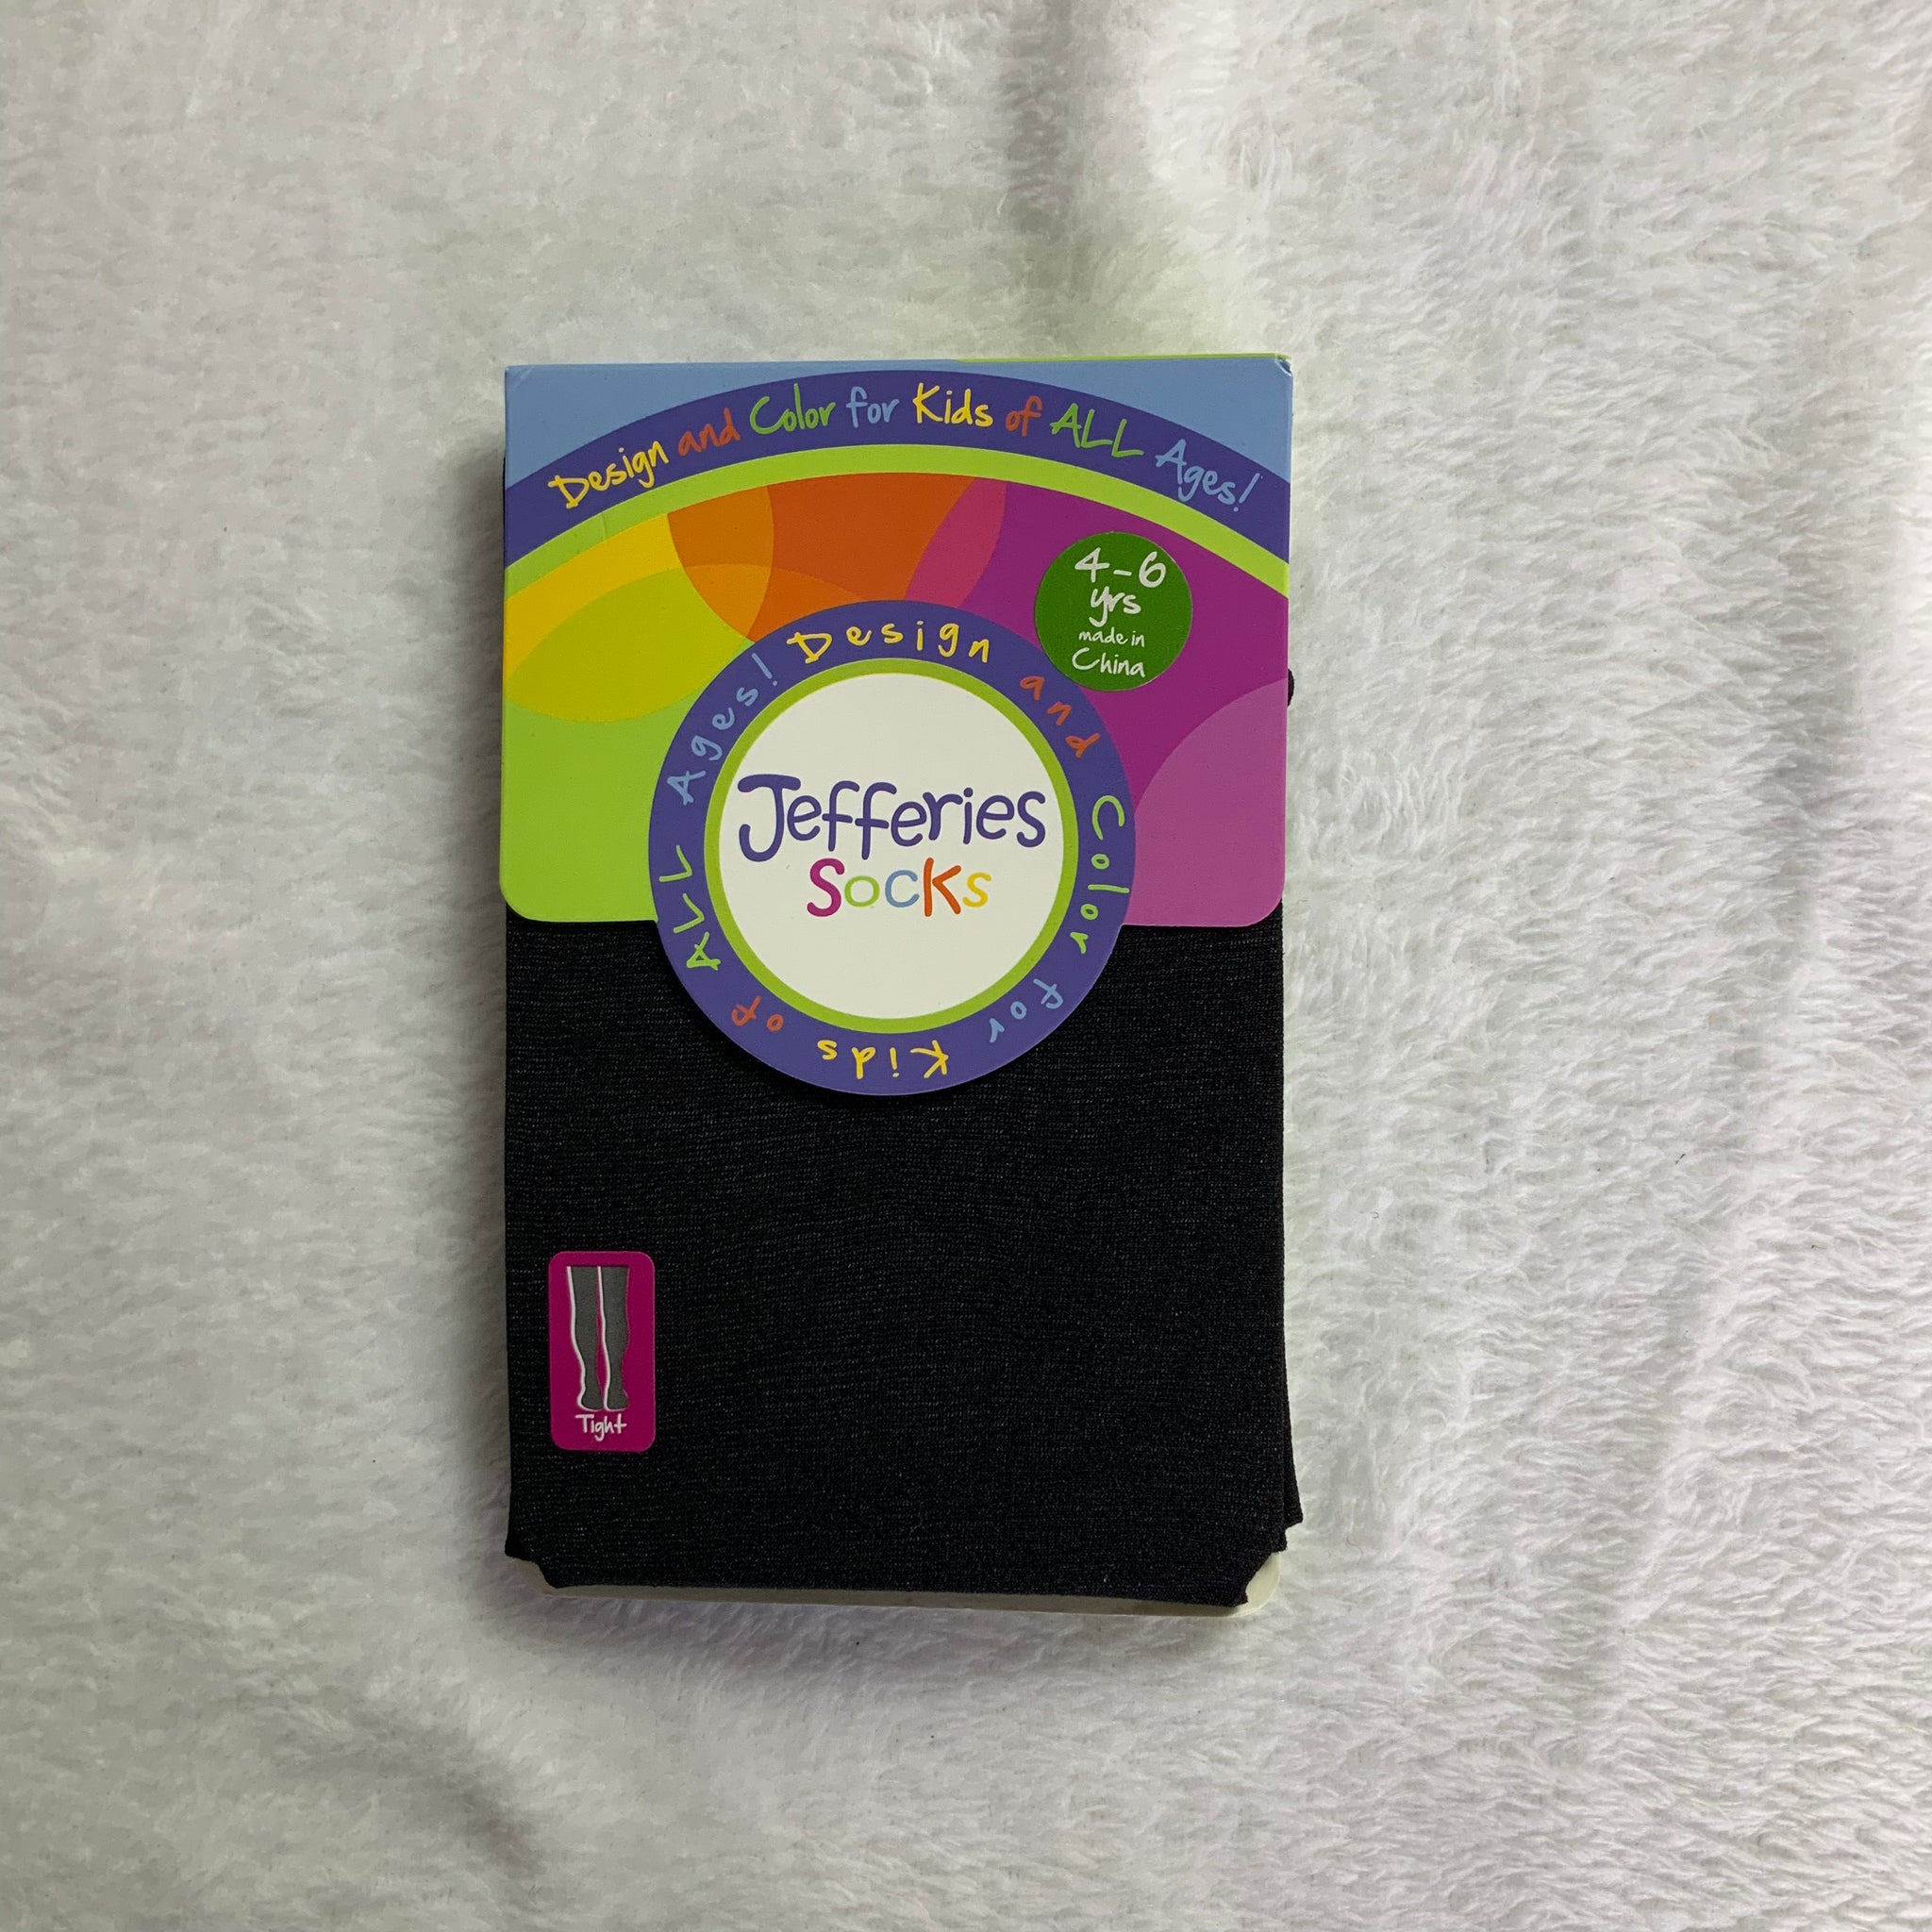 Design and Color for Kids of ALL Ages!
4-6
yrs
made in
China
Design and Color for Kids of ALL Ages!
Jefferies
Socks
Tight